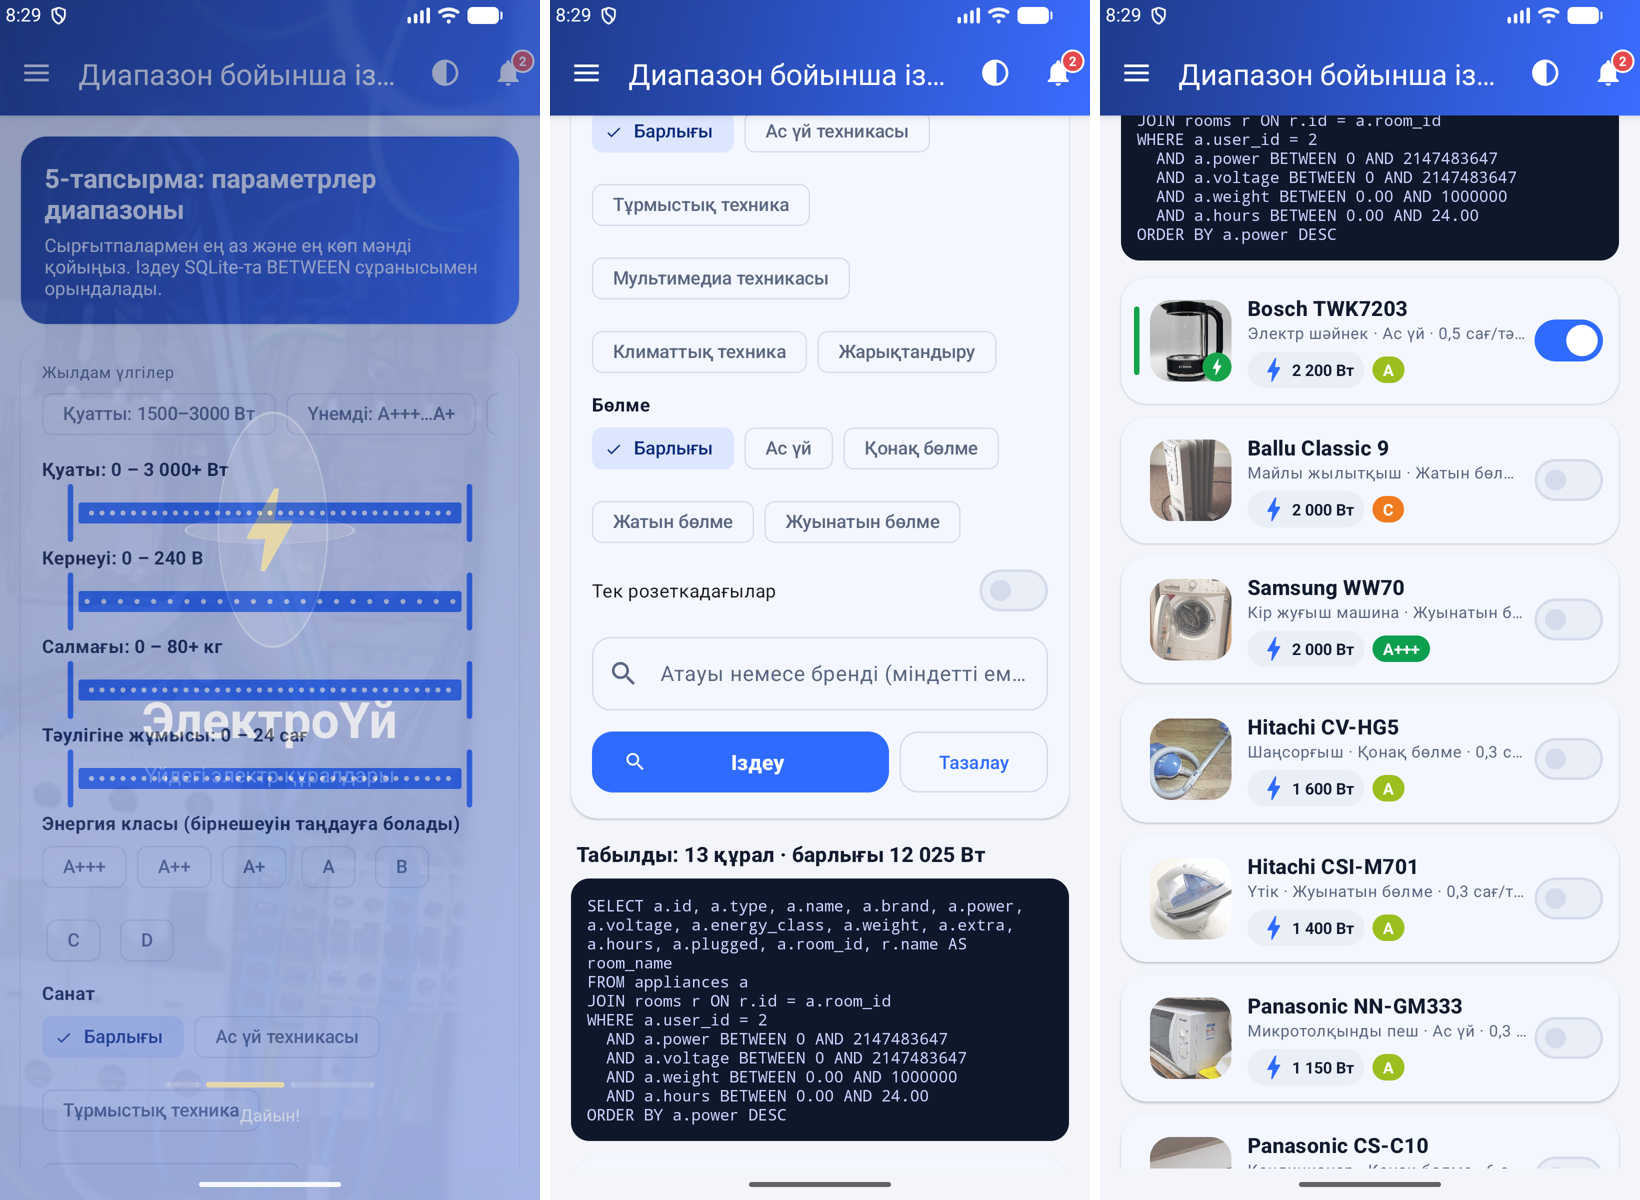 8:29
Диапазон бойынша із...
2
5-тапсырма: параметрлер
диапазоны
Сырғытпалармен ең аз және ең көп мәнді
қойыңыз. Іздеу SQLite-та BETWEEN сұранысымен
орындалады.
Жылдам үлгілер
Қуатты: 1500–3000 Вт
Үнемді: A+++...A+
Қуаты: 0 – 3 000+ Вт
Кернеуі: 0 – 240 В
Салмағы: 0 – 80+ кг
ЭлектроҮй
Тәулігіне жұмысы: 0 – 24 сағ
Үйдегі электр құралдары
Энергия класы (бірнешеуін таңдауға болады)
A+++
A++
A+
A
B
C
D
Санат
Барлығы
Ас үй техникасы
Тұрмыстық техника
Дайын!
8:29
Диапазон бойынша із...
2
Барлығы
Ас үй техникасы
Тұрмыстық техника
Мультимедиа техникасы
Климаттық техника
Жарықтандыру
Бөлме
Барлығы
Ас үй
Қонақ бөлме
Жатын бөлме
Жуынатын бөлме
Тек розеткадағылар
Атауы немесе бренді (міндетті ем...
Іздеу
Тазалау
Табылды: 13 құрал · барлығы 12 025 Вт
SELECT a.id, a.type, a.name, a.brand, a.power,
a.voltage, a.energy_class, a.weight, a.extra,
a.hours, a.plugged, a.room_id, r.name AS
room_name
FROM appliances a
JOIN rooms r ON r.id = a.room_id
WHERE a.user_id = 2
AND a.power BETWEEN 0 AND 2147483647
AND a.voltage BETWEEN 0 AND 2147483647
AND a.weight BETWEEN 0.00 AND 1000000
AND a.hours BETWEEN 0.00 AND 24.00
ORDER BY a.power DESC
8:29
Диапазон бойынша із...
2
JOIN rooms r ON r.id = a.room_id
WHERE a.user_id = 2
AND a.power BETWEEN 0 AND 2147483647
AND a.voltage BETWEEN 0 AND 2147483647
AND a.weight BETWEEN 0.00 AND 1000000
AND a.hours BETWEEN 0.00 AND 24.00
ORDER BY a.power DESC
Bosch TWK7203
Электр шәйнек · Ас үй · 0,5 сағ/тә...
2 200 Вт
A
Ballu Classic 9
Майлы жылытқыш · Жатын бөл...
2 000 Вт
C
Samsung WW70
Кір жуғыш машина · Жуынатын б...
2 000 Вт
A+++
Hitachi CV-HG5
Шаңсорғыш · Қонақ бөлме · 0,3 с...
1 600 Вт
A
Hitachi CSI-M701
Үтік · Жуынатын бөлме · 0,3 сағ/т...
1 400 Вт
A
Panasonic NN-GM333
Микротолқынды пеш · Ас үй · 0,3 ...
1 150 Вт
A
Panasonic CS-C10